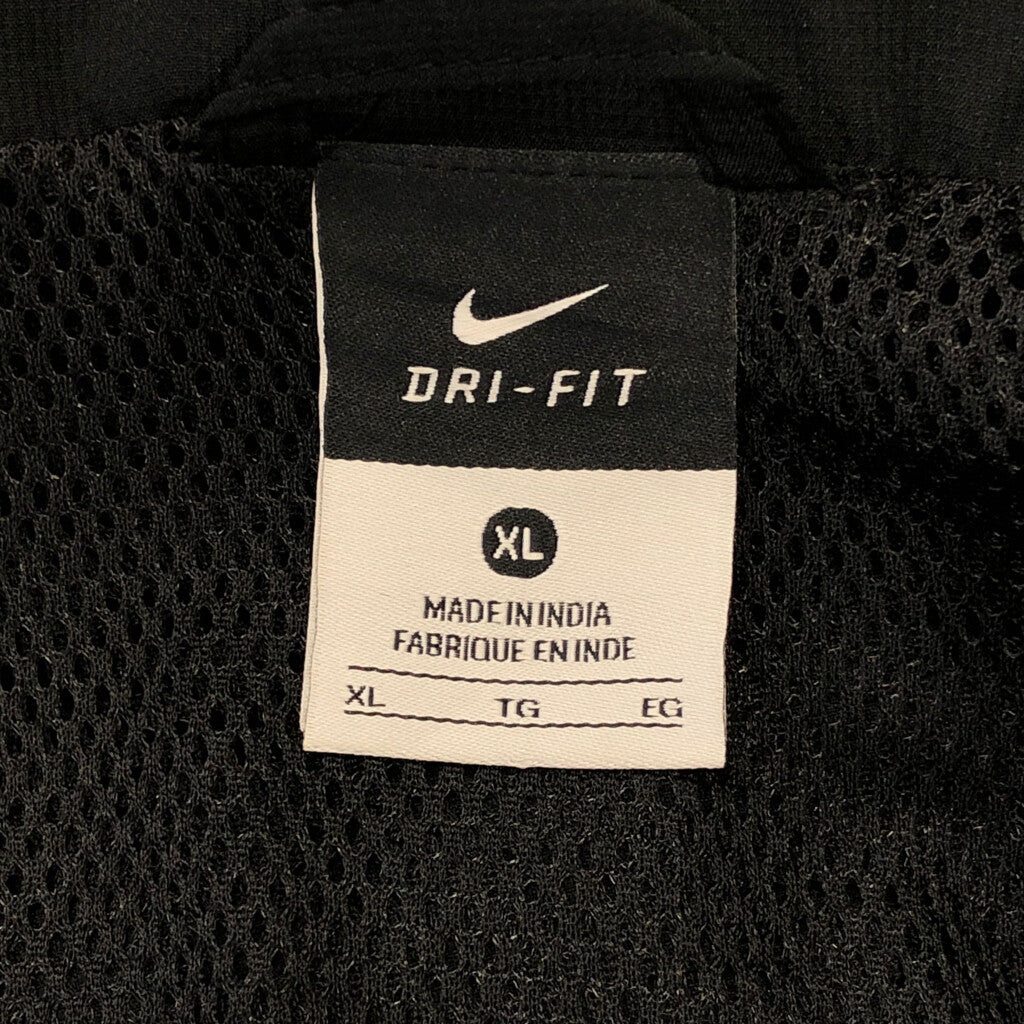 DRI-FIT
XL
MADE IN INDIA
FABRIQUE EN INDE
XL TG EG